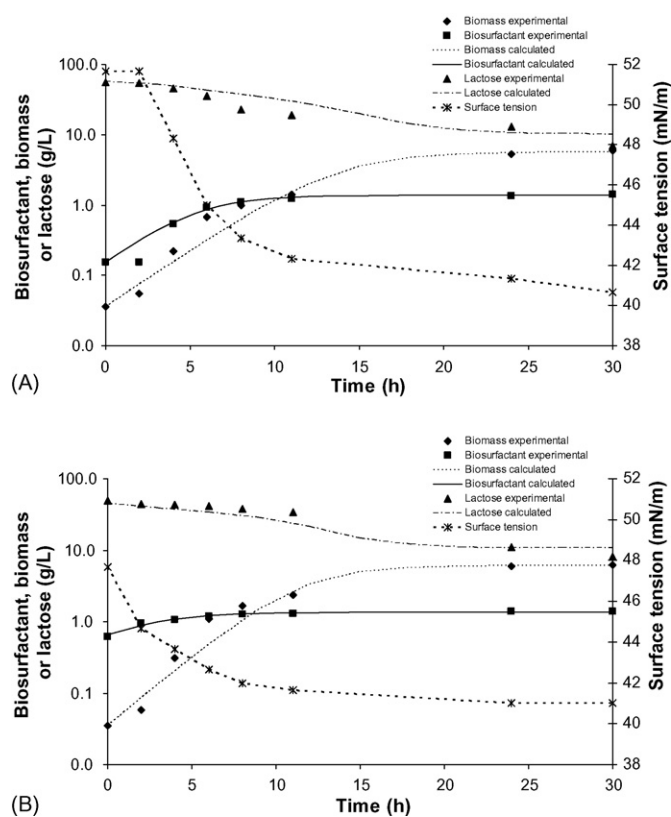 Biomass experimental
Biosurfactant experimental
Biomass calculated
Biosurfactant calculated
Lactose experimental
Lactose calculated
Surface tension
100.0
10.0
1.0
0.1
0.0
Biosurfactant, biomass
or lactose (g/L)
52
50
48
46
44
42
40
38
Surface tension (mN/m)
0 5 10 15 20 25 30
Time (h)
(A)
Biomass experimental
Biosurfactant experimental
Biomass calculated
Biosurfactant calculated
Lactose experimental
Lactose calculated
Surface tension
100.0
10.0
1.0
0.1
0.0
Biosurfactant, biomass
or lactose (g/L)
52
50
48
46
44
42
40
38
Surface tension (mN/m)
0 5 10 15 20 25 30
Time (h)
(B)